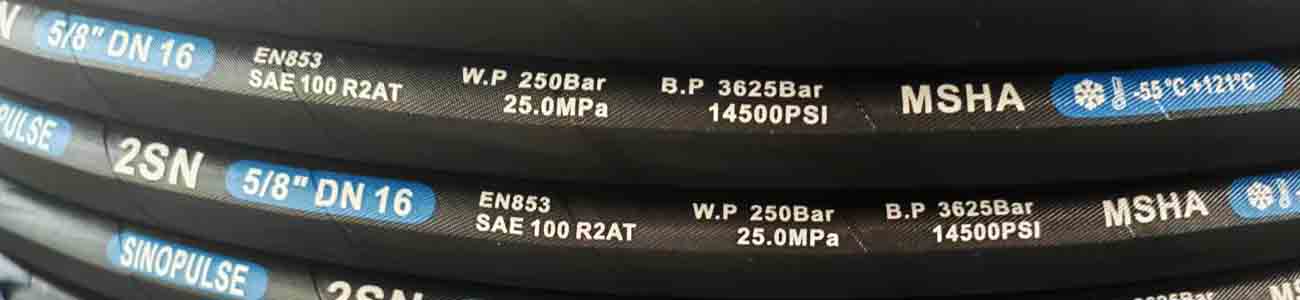 5/8" DN 16
EN853
SAE 100 R2AT
W.P 250Bar
25.0MPa
B.P 3625Bar
14500PSI
MSHA
-55°C+121°C
PULSE
2SN
5/8" DN 16
EN853
SAE 100 R2AT
W.P 250Bar
25.0MPa
B.P 3625Bar
14500PSI
MSHA
SINOPULSE
2SN